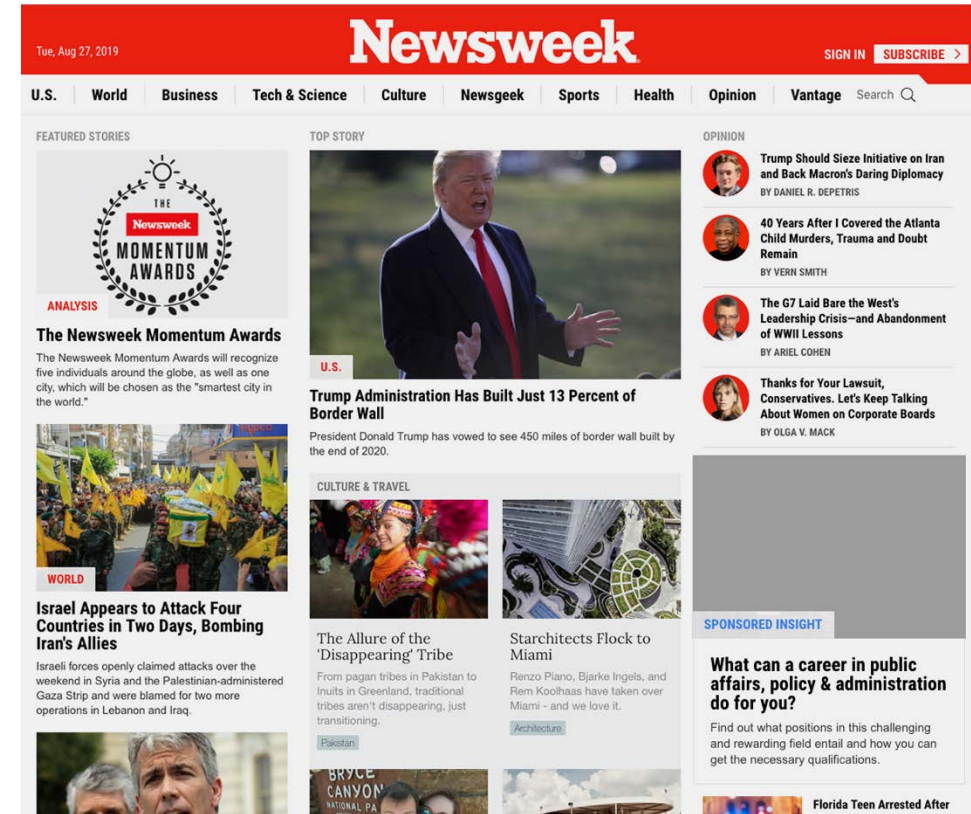 Tue, Aug 27, 2019
Newsweek
SIGN IN
SUBSCRIBE >
U.S.
World
Business
Tech & Science
Culture
Newsgeek
Sports
Health
Opinion
Vantage
Search
FEATURED STORIES
THE
Newsweek
MOMENTUM
AWARDS
ANALYSIS
The Newsweek Momentum Awards
The Newsweek Momentum Awards will recognize
five individuals around the globe, as well as one
city, which will be chosen as the "smartest city in
the world."
WORLD
Israel Appears to Attack Four
Countries in Two Days, Bombing
Iran's Allies
Israeli forces openly claimed attacks over the
weekend in Syria and the Palestinian-administered
Gaza Strip and were blamed for two more
operations in Lebanon and Iraq.
TOP STORY
U.S.
Trump Administration Has Built Just 13 Percent of
Border Wall
President Donald Trump has vowed to see 450 miles of border wall built by
the end of 2020.
CULTURE & TRAVEL
The Allure of the
'Disappearing' Tribe
From pagan tribes in Pakistan to
Inuits in Greenland, traditional
tribes aren't disappearing, just
transitioning.
Pakistan
Starchitects Flock to
Miami
Renzo Piano, Bjarke Ingels, and
Rem Koolhaas have taken over
Miami - and we love it.
Architecture
BRYCE
CANYON
NATIONAL PA
OPINION
Trump Should Sieze Initiative on Iran
and Back Macron's Daring Diplomacy
BY DANIEL R. DEPETRIS
40 Years After I Covered the Atlanta
Child Murders, Trauma and Doubt
Remain
BY VERN SMITH
The G7 Laid Bare the West's
Leadership Crisis—and Abandonment
of WWII Lessons
BY ARIEL COHEN
Thanks for Your Lawsuit,
Conservatives. Let's Keep Talking
About Women on Corporate Boards
BY OLGA V. MACK
SPONSORED INSIGHT
What can a career in public
affairs, policy & administration
do for you?
Find out what positions in this challenging
and rewarding field entail and how you can
get the necessary qualifications.
Florida Teen Arrested After